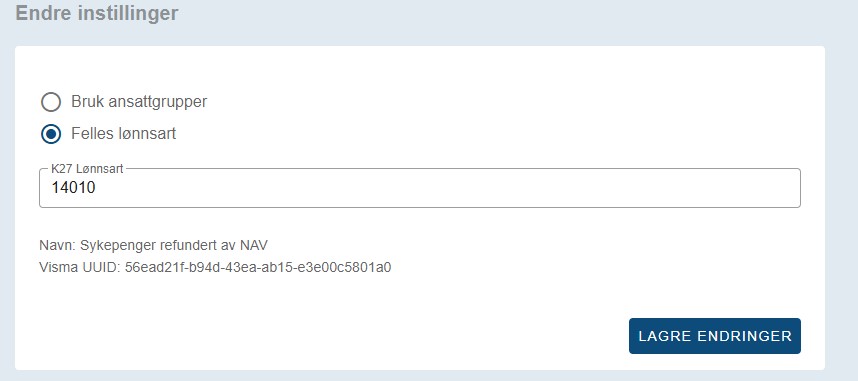 Endre instillinger
Bruk ansattgrupper
Felles lønnsart
K27 Lønnsart
14010
Navn: Sykepenger refundert av NAV
Visma UUID: 56ead21f-b94d-43ea-ab15-e3e00c5801a0
LAGRE ENDRINGER